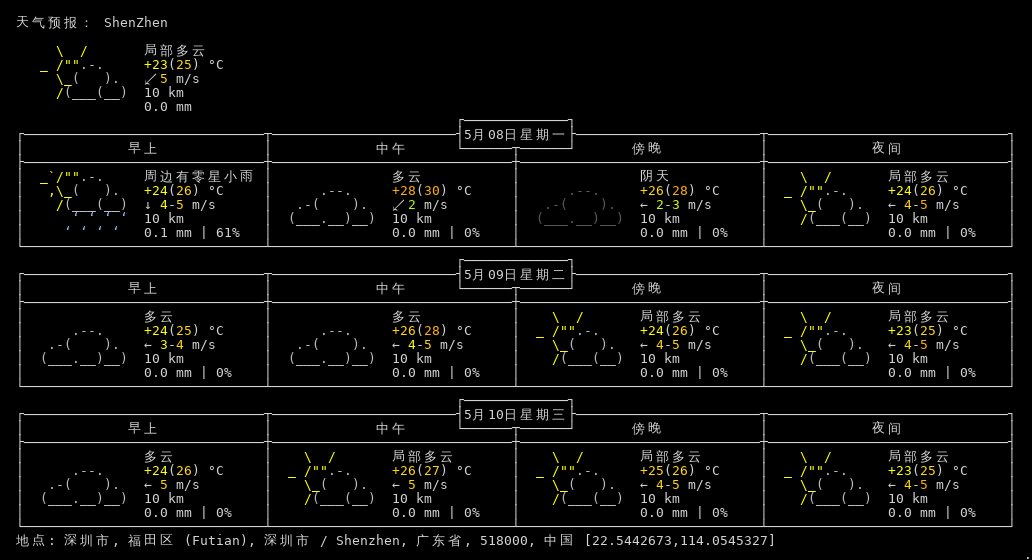 天气预报： ShenZhen
局部多云
+23(25) °C
↙ 5 m/s
10 km
0.0 mm
5月08日星期一
早上 中午 傍晚 夜间
周边有零星小雨 多云 阴天 局部多云
+24(26) °C +28(30) °C +26(28) °C +24(26) °C
↓ 4-5 m/s ↙ 2 m/s ← 2-3 m/s ← 4-5 m/s
10 km 10 km 10 km 10 km
0.1 mm | 61% 0.0 mm | 0% 0.0 mm | 0% 0.0 mm | 0%
5月09日星期二
早上 中午 傍晚 夜间
多云 多云 局部多云 局部多云
+24(25) °C +26(28) °C +24(26) °C +23(25) °C
← 3-4 m/s ← 4-5 m/s ← 4-5 m/s ← 4-5 m/s
10 km 10 km 10 km 10 km
0.0 mm | 0% 0.0 mm | 0% 0.0 mm | 0% 0.0 mm | 0%
5月10日星期三
早上 中午 傍晚 夜间
多云 局部多云 局部多云 局部多云
+24(26) °C +26(27) °C +25(26) °C +23(25) °C
← 5 m/s ← 5 m/s ← 4-5 m/s ← 4-5 m/s
10 km 10 km 10 km 10 km
0.0 mm | 0% 0.0 mm | 0% 0.0 mm | 0% 0.0 mm | 0%
地点: 深圳市, 福田区 (Futian), 深圳市 / Shenzhen, 广东省, 518000, 中国 [22.5442673,114.0545327]